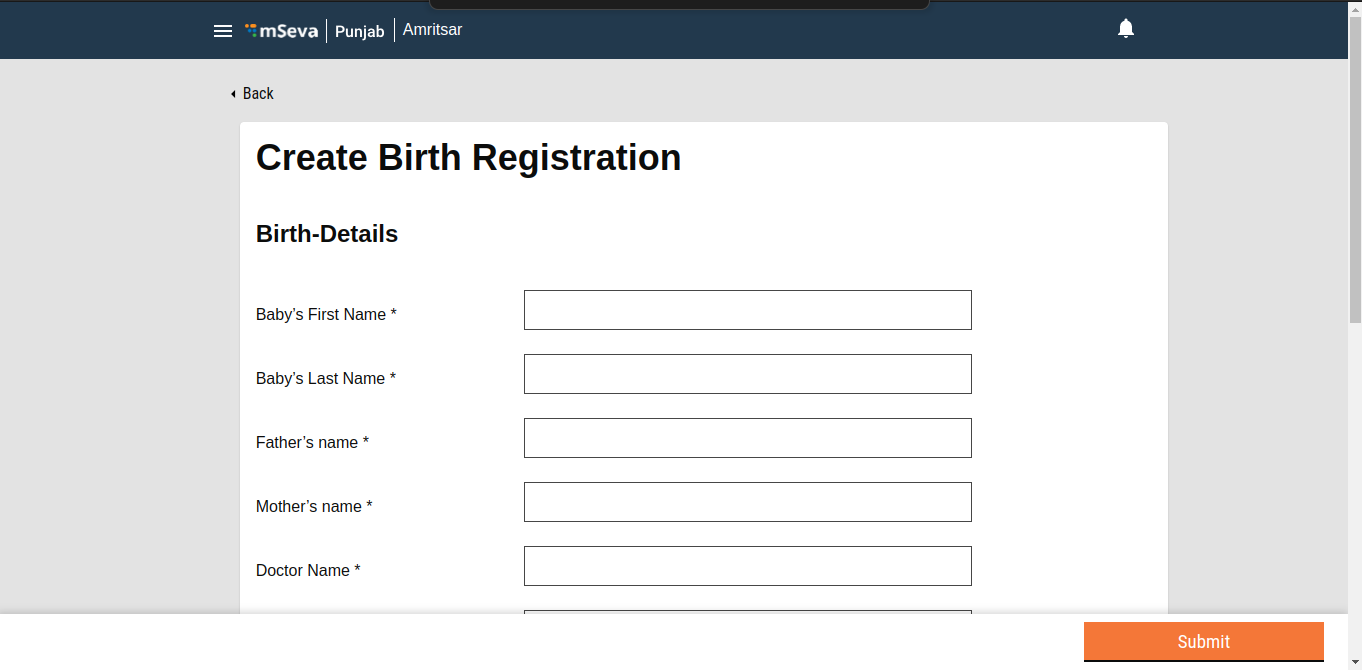 mSeva Punjab Amritsar
Back
Create Birth Registration
Birth-Details
Baby’s First Name *
Baby’s Last Name *
Father’s name *
Mother’s name *
Doctor Name *
Submit